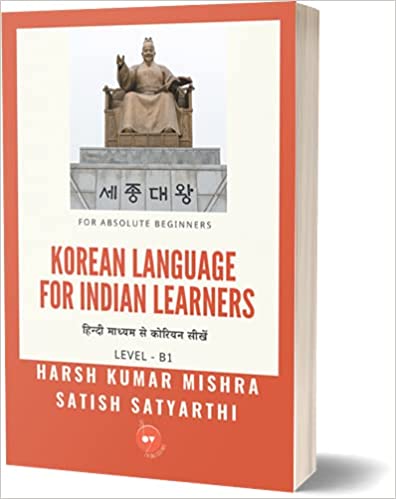 세종대왕
FOR ABSOLUTE BEGINNERS
KOREAN LANGUAGE
FOR INDIAN LEARNERS
हिन्दी माध्यम से कोरियन सीखें
LEVEL - B1
HARSH KUMAR MISHRA
SATISH SATYARTHI